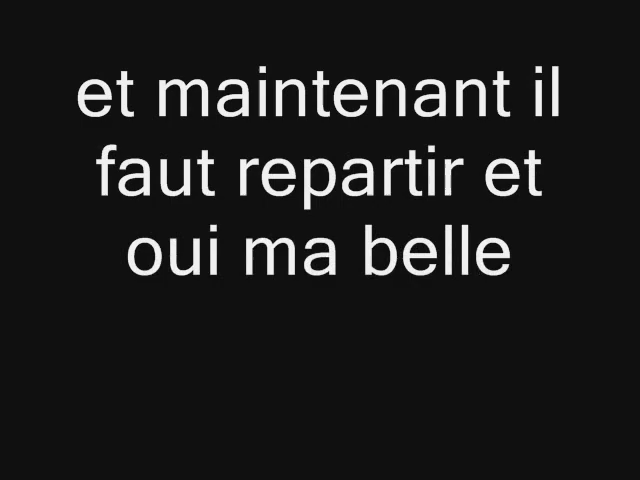 et maintenant il
faut repartir et
oui ma belle